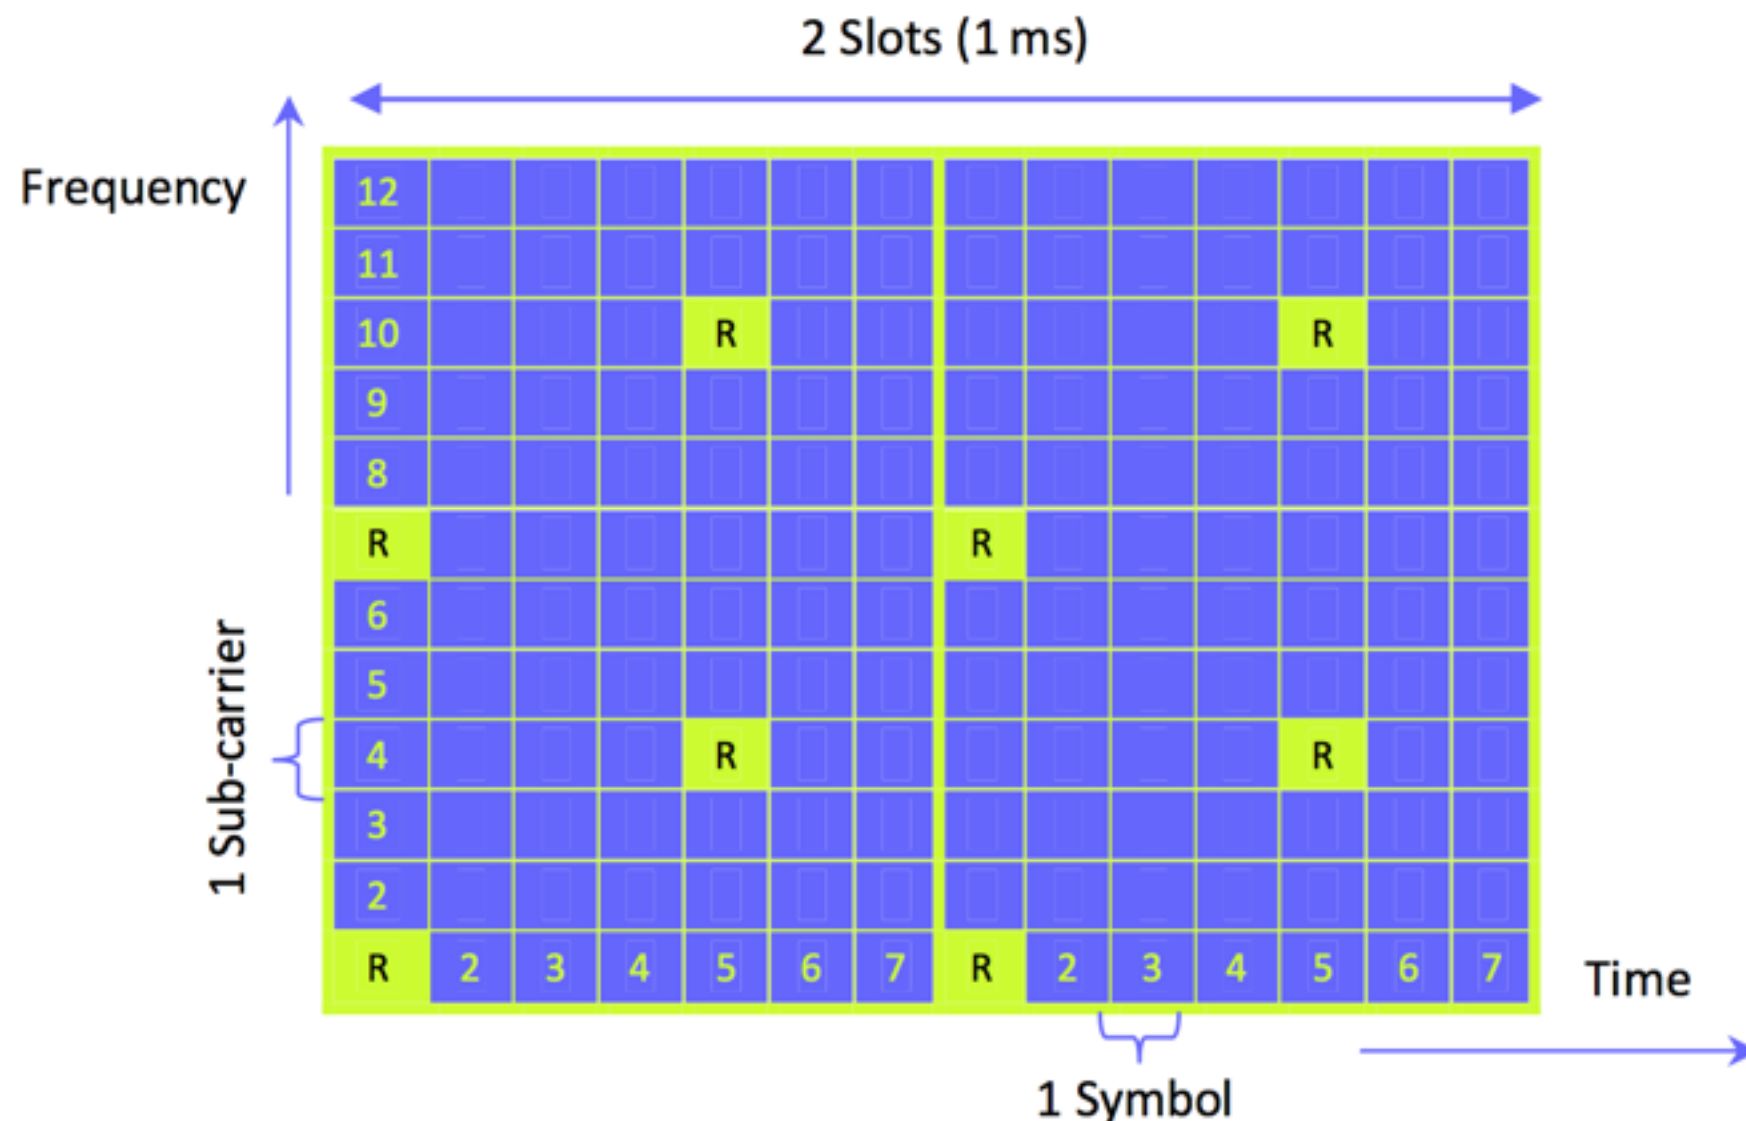 2 Slots (1 ms)
Frequency
12
11
10 R R
9
8
R R
6
5
1 Sub-carrier
4 R R
3
2
R 2 3 4 5 6 7 R 2 3 4 5 6 7
Time
1 Symbol